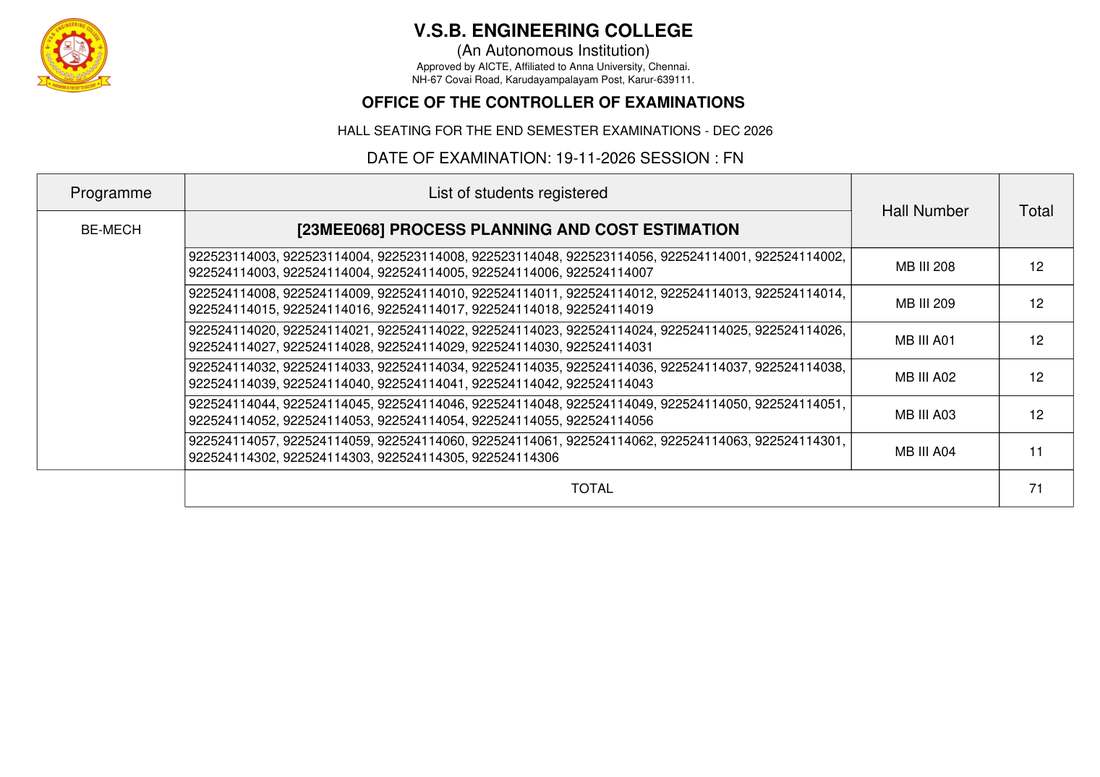 V.S.B. ENGINEERING COLLEGE
(An Autonomous Institution)
Approved by AICTE, Affiliated to Anna University, Chennai.
NH-67 Covai Road, Karudayampalayam Post, Karur-639111.
OFFICE OF THE CONTROLLER OF EXAMINATIONS
HALL SEATING FOR THE END SEMESTER EXAMINATIONS - DEC 2026
DATE OF EXAMINATION: 19-11-2026 SESSION : FN
Programme List of students registered Hall Number Total
BE-MECH [23MEE068] PROCESS PLANNING AND COST ESTIMATION
922523114003, 922523114004, 922523114008, 922523114048, 922523114056, 922524114001, 922524114002,
922524114003, 922524114004, 922524114005, 922524114006, 922524114007
MB III 208 12
922524114008, 922524114009, 922524114010, 922524114011, 922524114012, 922524114013, 922524114014,
922524114015, 922524114016, 922524114017, 922524114018, 922524114019
MB III 209 12
922524114020, 922524114021, 922524114022, 922524114023, 922524114024, 922524114025, 922524114026,
922524114027, 922524114028, 922524114029, 922524114030, 922524114031
MB III A01 12
922524114032, 922524114033, 922524114034, 922524114035, 922524114036, 922524114037, 922524114038,
922524114039, 922524114040, 922524114041, 922524114042, 922524114043
MB III A02 12
922524114044, 922524114045, 922524114046, 922524114048, 922524114049, 922524114050, 922524114051,
922524114052, 922524114053, 922524114054, 922524114055, 922524114056
MB III A03 12
922524114057, 922524114059, 922524114060, 922524114061, 922524114062, 922524114063, 922524114301,
922524114302, 922524114303, 922524114305, 922524114306
MB III A04 11
TOTAL 71